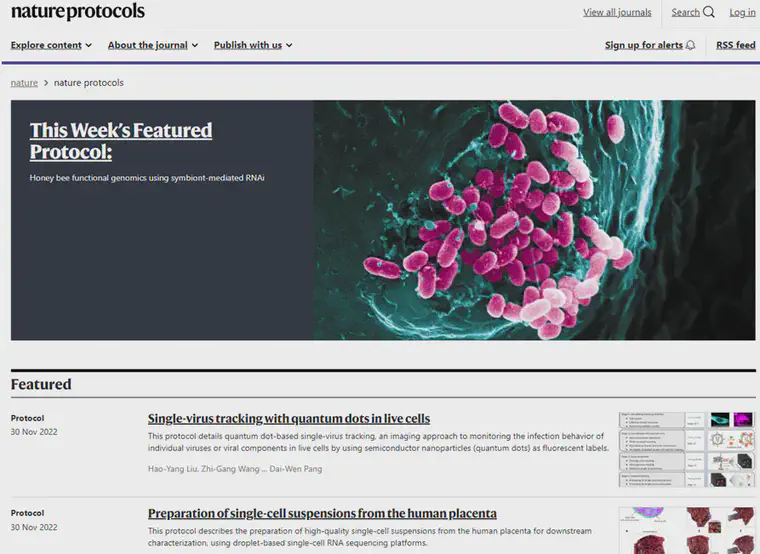 nature protocols
View all journals Search Log in
Explore content About the journal Publish with us Sign up for alerts RSS feed
nature > nature protocols
This Week's Featured
Protocol:
Honey bee functional genomics using symbiont-mediated RNAi
Featured
Protocol
30 Nov 2022
Single-virus tracking with quantum dots in live cells
This protocol details quantum dot-based single-virus tracking, an imaging approach to monitoring the infection behavior of
individual viruses or viral components in live cells by using semiconductor nanoparticles (quantum dots) as fluorescent labels.
Hao-Yang Liu, Zhi-Gang Wang ... Dai-Wen Pang
Protocol
30 Nov 2022
Preparation of single-cell suspensions from the human placenta
This protocol describes the preparation of high-quality single-cell suspensions from the human placenta for downstream
characterization, using droplet-based single-cell RNA sequencing platforms.